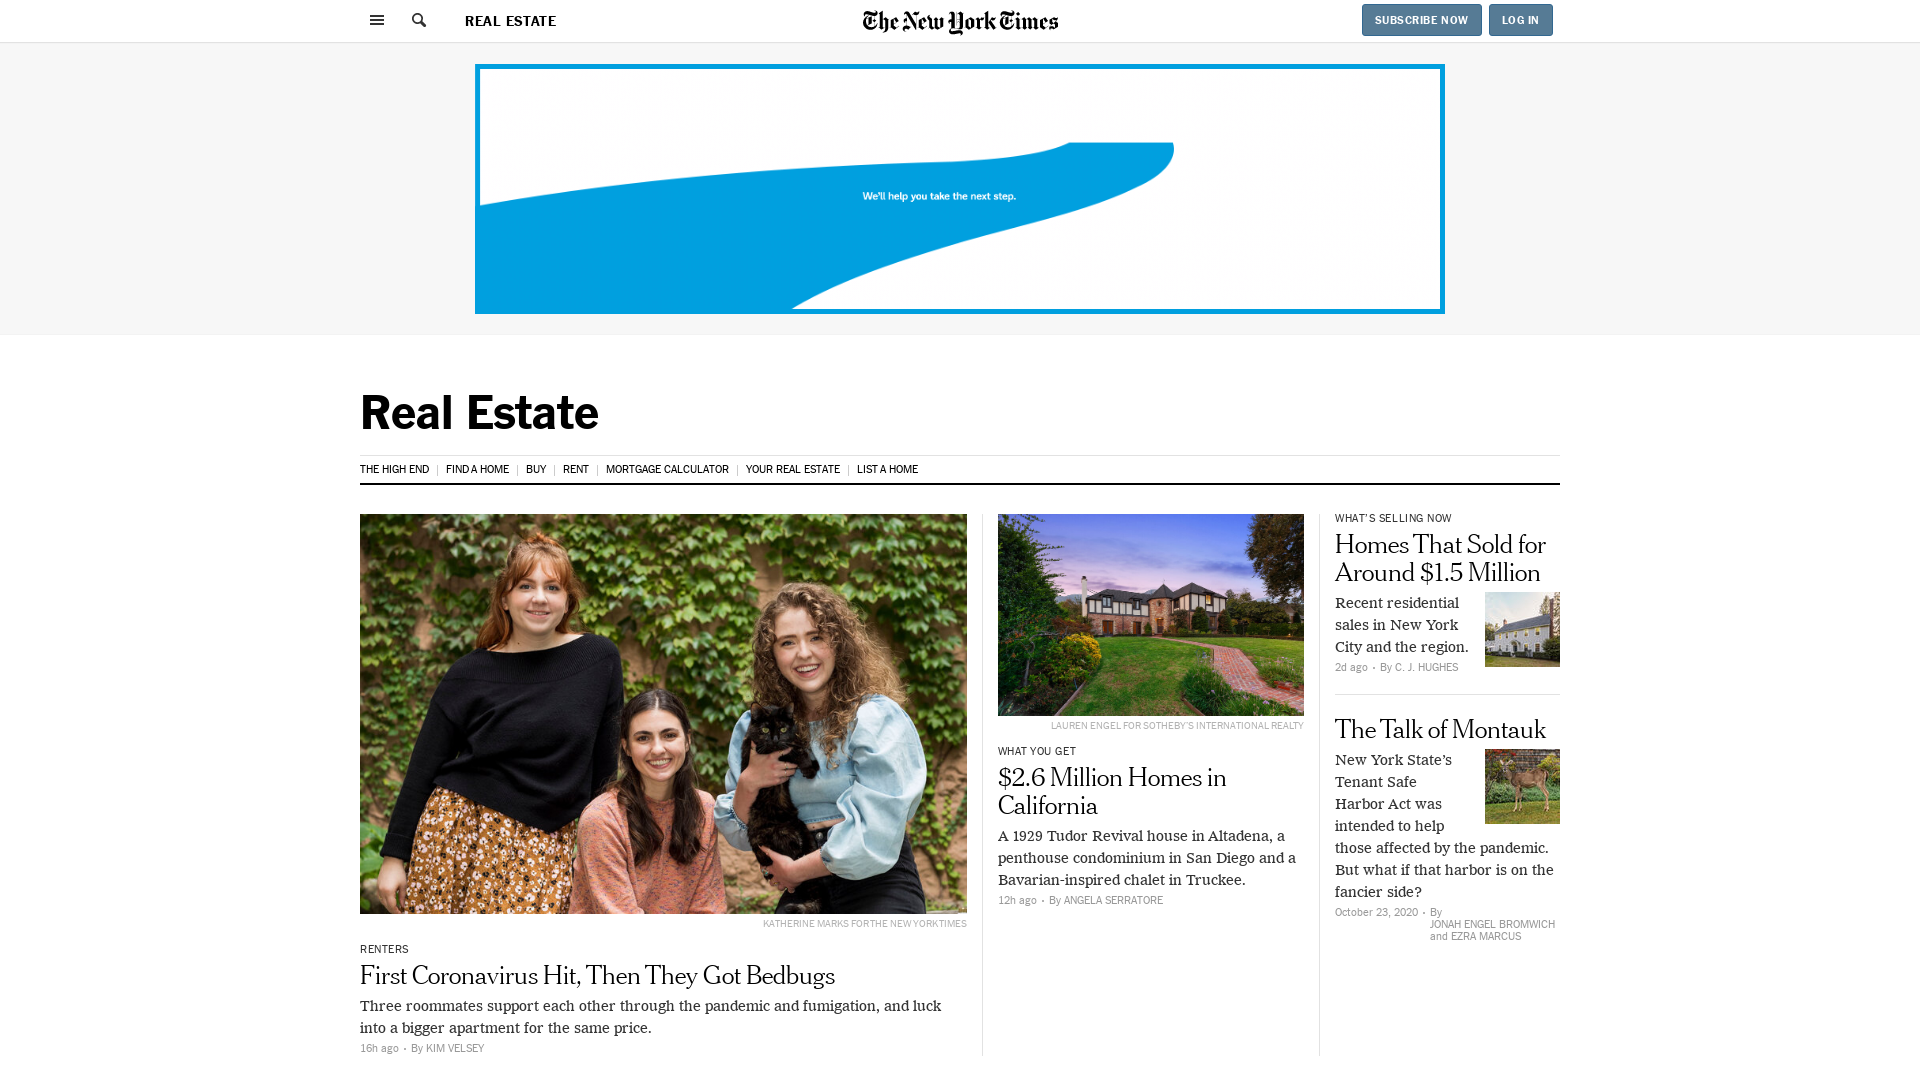 REAL ESTATE
The New York Times
SUBSCRIBE NOW
LOG IN
We'll help you take the next step.
Real Estate
THE HIGH END
FIND A HOME
BUY
RENT
MORTGAGE CALCULATOR
YOUR REAL ESTATE
LIST A HOME
KATHERINE MARKS FOR THE NEW YORK TIMES
RENTERS
First Coronavirus Hit, Then They Got Bedbugs
Three roommates support each other through the pandemic and fumigation, and luck
into a bigger apartment for the same price.
16h ago • By KIM VELSEY
LAUREN ENGEL FOR SOTHEBY'S INTERNATIONAL REALTY
WHAT YOU GET
$2.6 Million Homes in
California
A 1929 Tudor Revival house in Altadena, a
penthouse condominium in San Diego and a
Bavarian-inspired chalet in Truckee.
12h ago • By ANGELA SERRATORE
WHAT'S SELLING NOW
Homes That Sold for
Around $1.5 Million
Recent residential
sales in New York
City and the region.
2d ago • By C. J. HUGHES
The Talk of Montauk
New York State's
Tenant Safe
Harbor Act was
intended to help
those affected by the pandemic.
But what if that harbor is on the
fancier side?
October 23, 2020 • By
JONAH ENGEL BROMWICH
and EZRA MARCUS